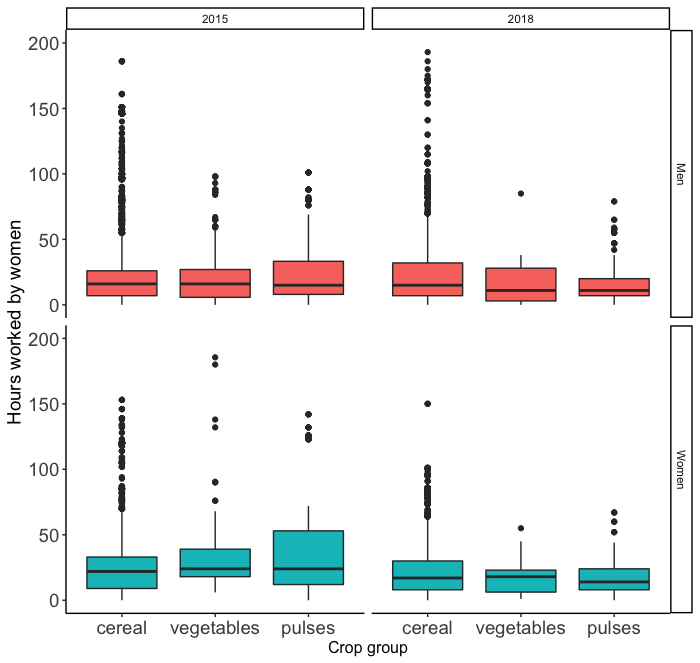 2015 2018
200
150
100
50
0
Men
200
150
100
50
0
Women
Hours worked by women
cereal vegetables pulses cereal vegetables pulses
Crop group